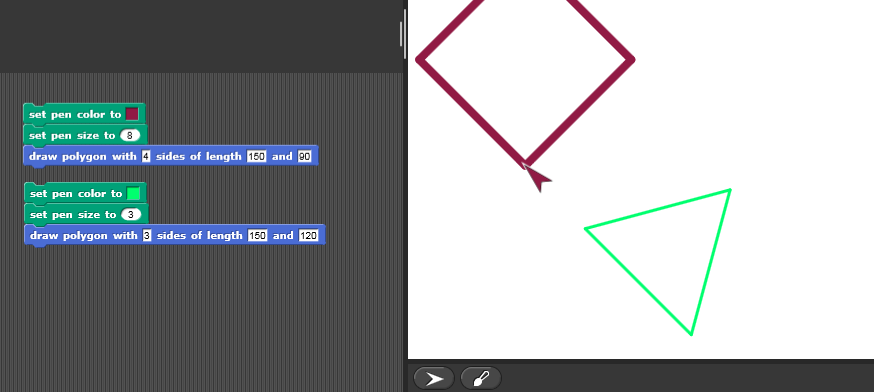 set pen color to
set pen size to 8
draw polygon with 4 sides of length 150 and 90
set pen color to
set pen size to 3
draw polygon with 3 sides of length 150 and 120